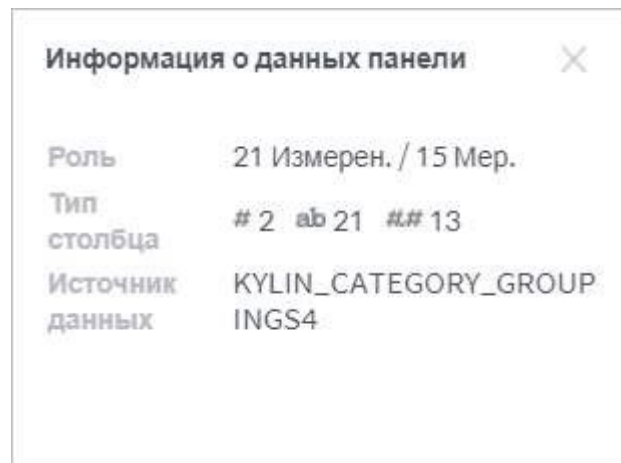 Информация о данных панели
Роль 21 Измерен. / 15 Мер.
Тип
столбца # 2 ab 21 #.# 13
Источник KYLIN_CATEGORY_GROUP
данных INGS4